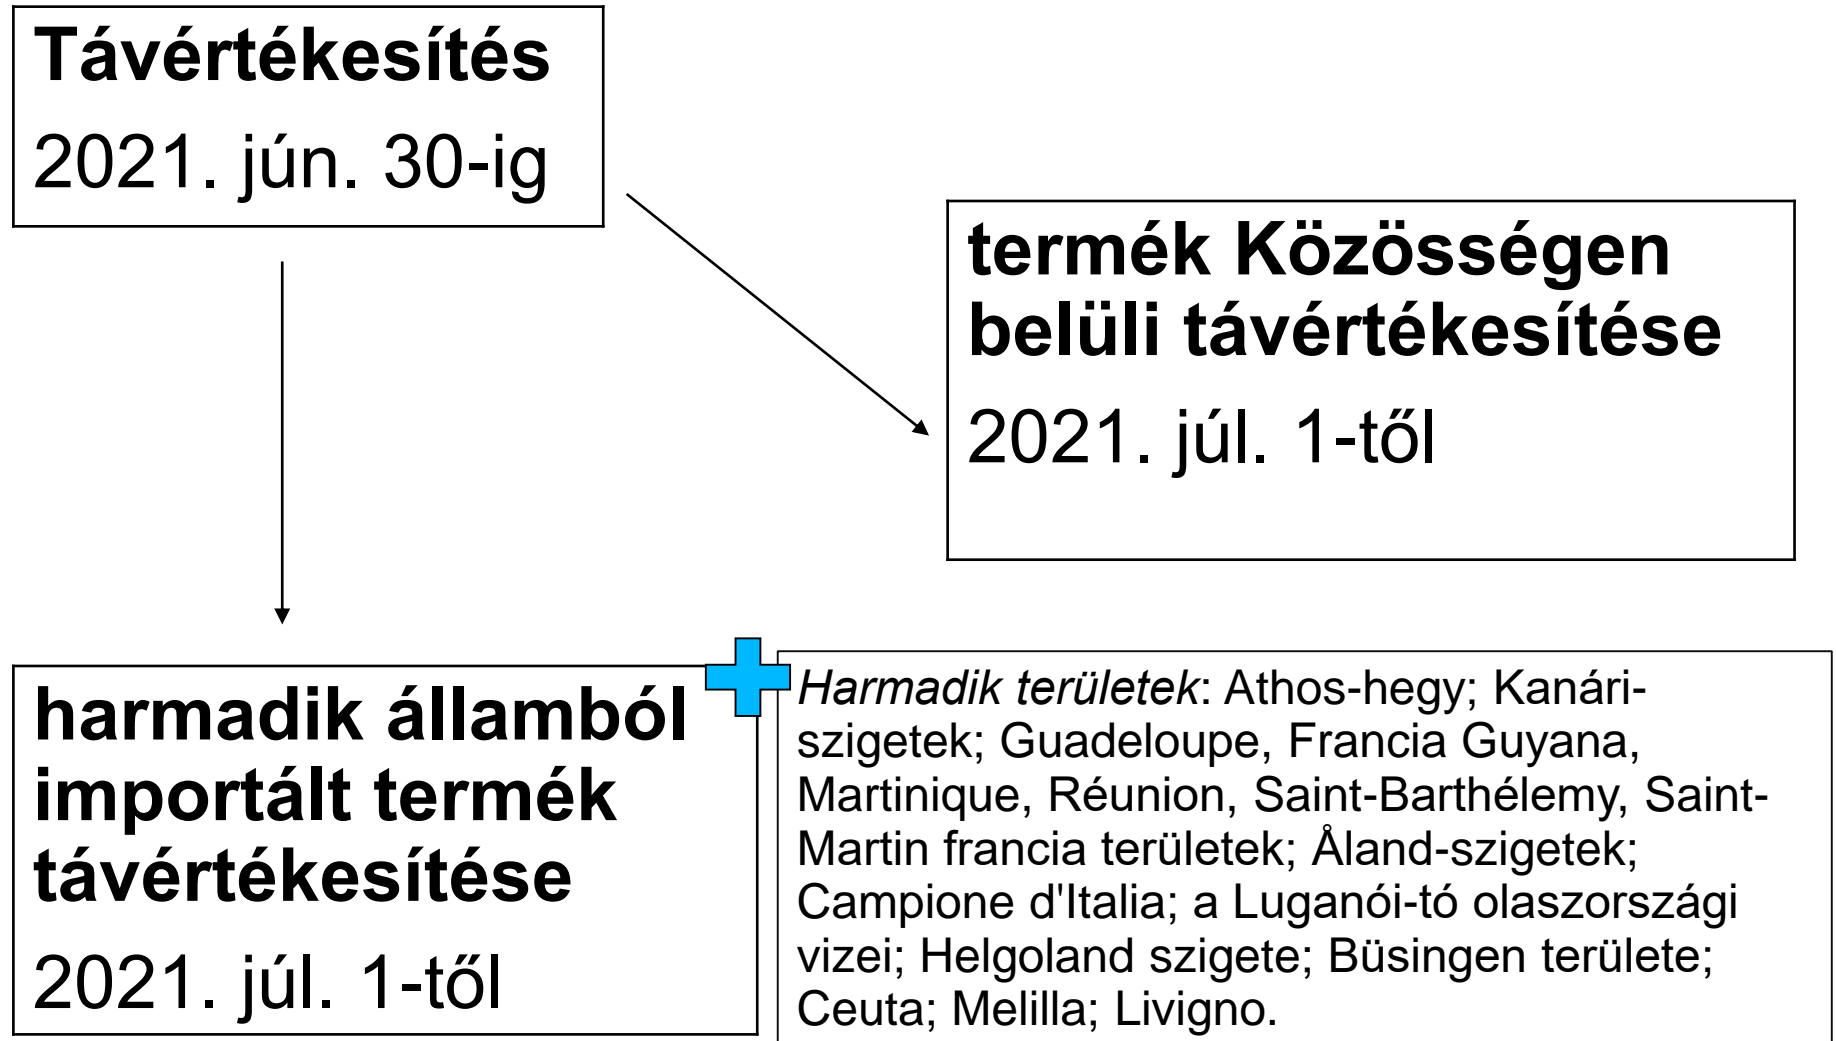 Távértékesítés
2021. jún. 30-ig
termék Közösségen
belüli távértékesítése
2021. júl. 1-től
harmadik államból
importált termék
távértékesítése
2021. júl. 1-től
Harmadik területek: Athos-hegy; Kanári-
szigetek; Guadeloupe, Francia Guyana,
Martinique, Réunion, Saint-Barthélemy, Saint-
Martin francia területek; Åland-szigetek;
Campione d'Italia; a Luganói-tó olaszországi
vizei; Helgoland szigete; Büsingen területe;
Ceuta; Melilla; Livigno.